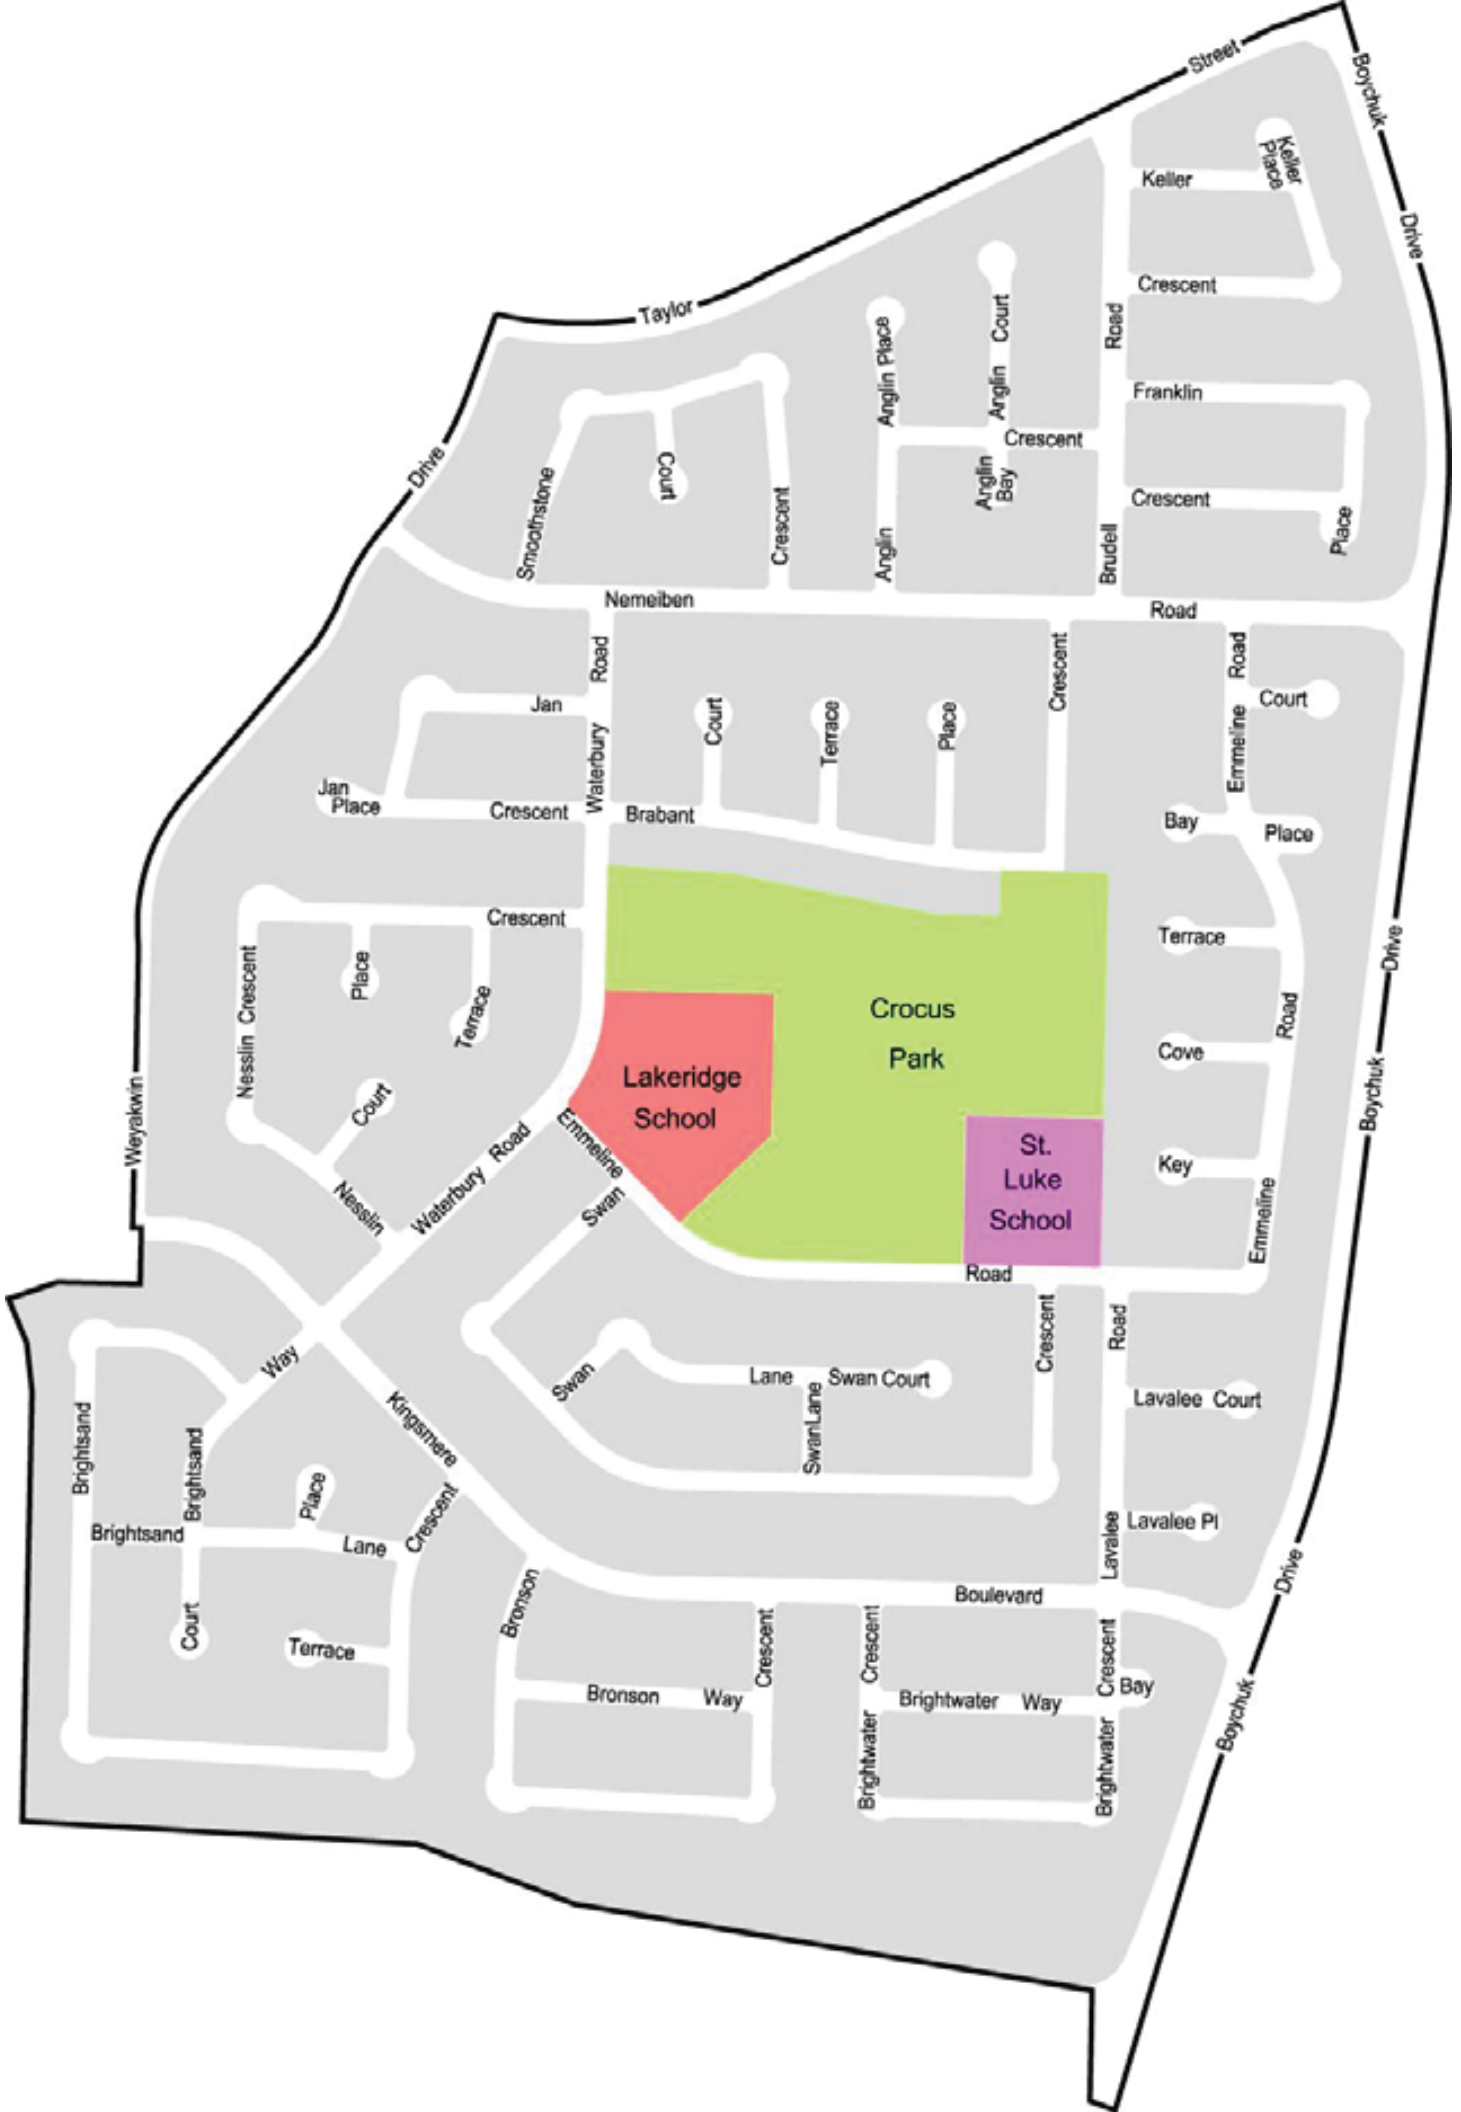 Street
Boychuk
Keller
Place
Keller
Drive
Crescent
Taylor
Road
Court
Anglin Place
Anglin
Franklin
Crescent
Drive
Court
Smoothstone
Crescent
Anglin
Bay
Crescent
Place
Anglin
Brudell
Nemeiben
Road
Road
Crescent
Road
Court
Jan
Court
Terrace
Place
Emmeline
Waterbury
Jan
Place
Crescent
Brabant
Bay
Place
Crescent
Terrace
Drive
Nesslin Crescent
Place
Terrace
Crocus
Park
Road
Cove
Lakeridge
School
Boychuk
Weyakwin
Court
Emmeline
Waterbury Road
Nesslin
Swan
St.
Luke
School
Key
Emmeline
Road
Crescent
Road
Way
Swan
Lane
Swan Court
Swan Lane
Lavalee Court
Kingsmere
Brightsand
Brightsand
Place
Crescent
Brightsand
Lane
Lavalee
Lavalee Pl
Drive
Boulevard
Bronson
Court
Terrace
Crescent
Crescent
Crescent
Bay
Bronson Way
Brightwater Way
Brightwater
Brightwater
Boychuk